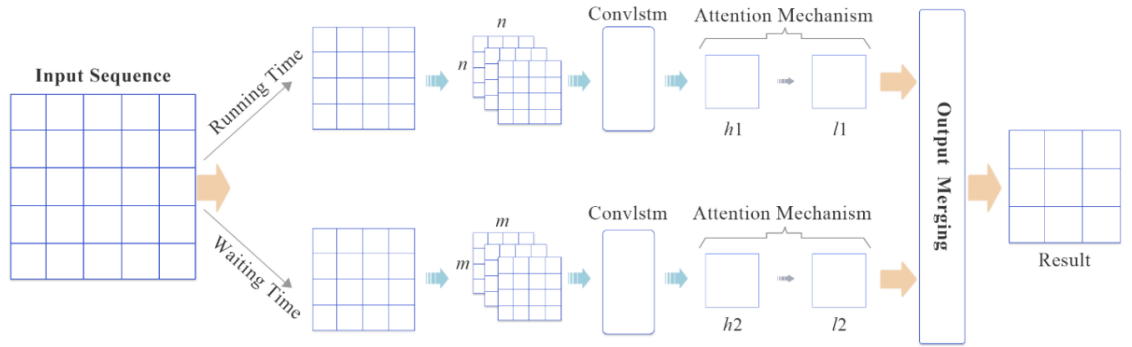 Input Sequence
Running Time
n
n
Convlstm
Attention Mechanism
h1
l1
Waiting Time
m
m
Convlstm
Attention Mechanism
h2
l2
Output Merging
Result